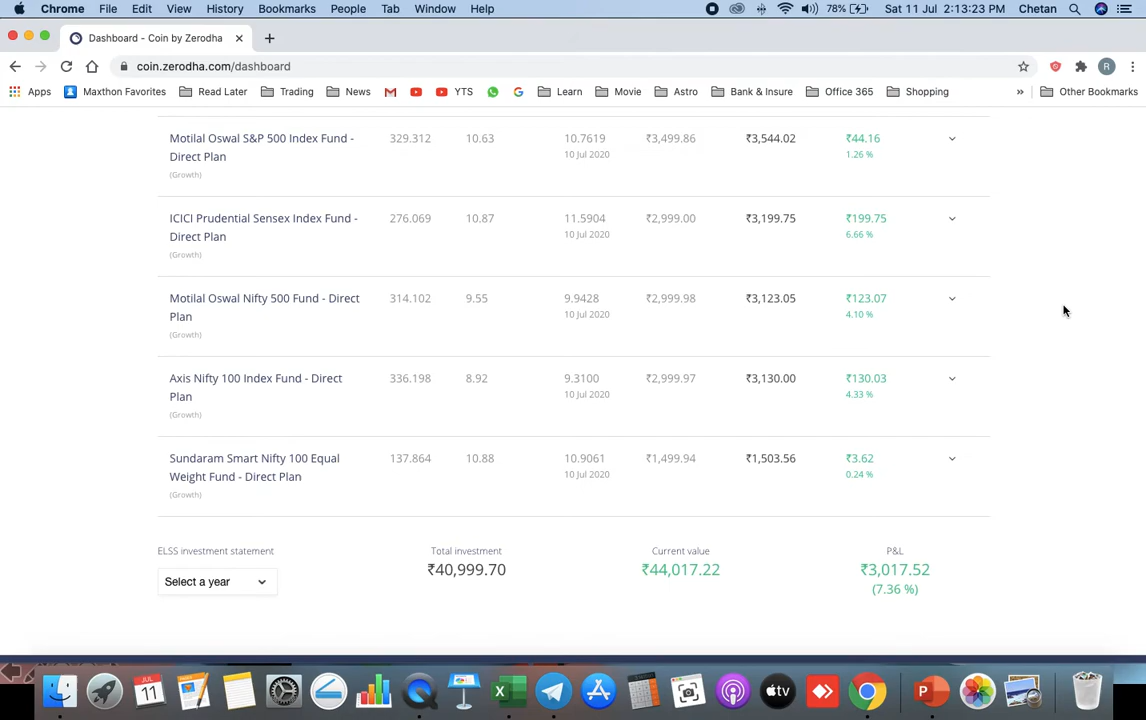 Chrome File Edit View History Bookmarks People Tab Window Help 78% Sat 11 Jul 2:13:23 PM Chetan
Dashboard - Coin by Zerodha
coin.zerodha.com/dashboard R
Apps Maxthon Favorites Read Later Trading News YTS Learn Movie Astro Bank & Insure Office 365 Shopping » Other Bookmarks
Motilal Oswal S&P 500 Index Fund - 329.312 10.63 10.7619 ₹3,499.86 ₹3,544.02 ₹44.16
Direct Plan 10 Jul 2020 1.26 %
(Growth)
ICICI Prudential Sensex Index Fund - 276.069 10.87 11.5904 ₹2,999.00 ₹3,199.75 ₹199.75
Direct Plan 10 Jul 2020 6.66 %
(Growth)
Motilal Oswal Nifty 500 Fund - Direct 314.102 9.55 9.9428 ₹2,999.98 ₹3,123.05 ₹123.07
Plan 10 Jul 2020 4.10 %
(Growth)
Axis Nifty 100 Index Fund - Direct 336.198 8.92 9.3100 ₹2,999.97 ₹3,130.00 ₹130.03
Plan 10 Jul 2020 4.33 %
(Growth)
Sundaram Smart Nifty 100 Equal 137.864 10.88 10.9061 ₹1,499.94 ₹1,503.56 ₹3.62
Weight Fund - Direct Plan 10 Jul 2020 0.24 %
(Growth)
ELSS investment statement Total investment Current value P&L
Select a year ₹40,999.70 ₹44,017.22 ₹3,017.52
(7.36 %)
JUL
11 tv